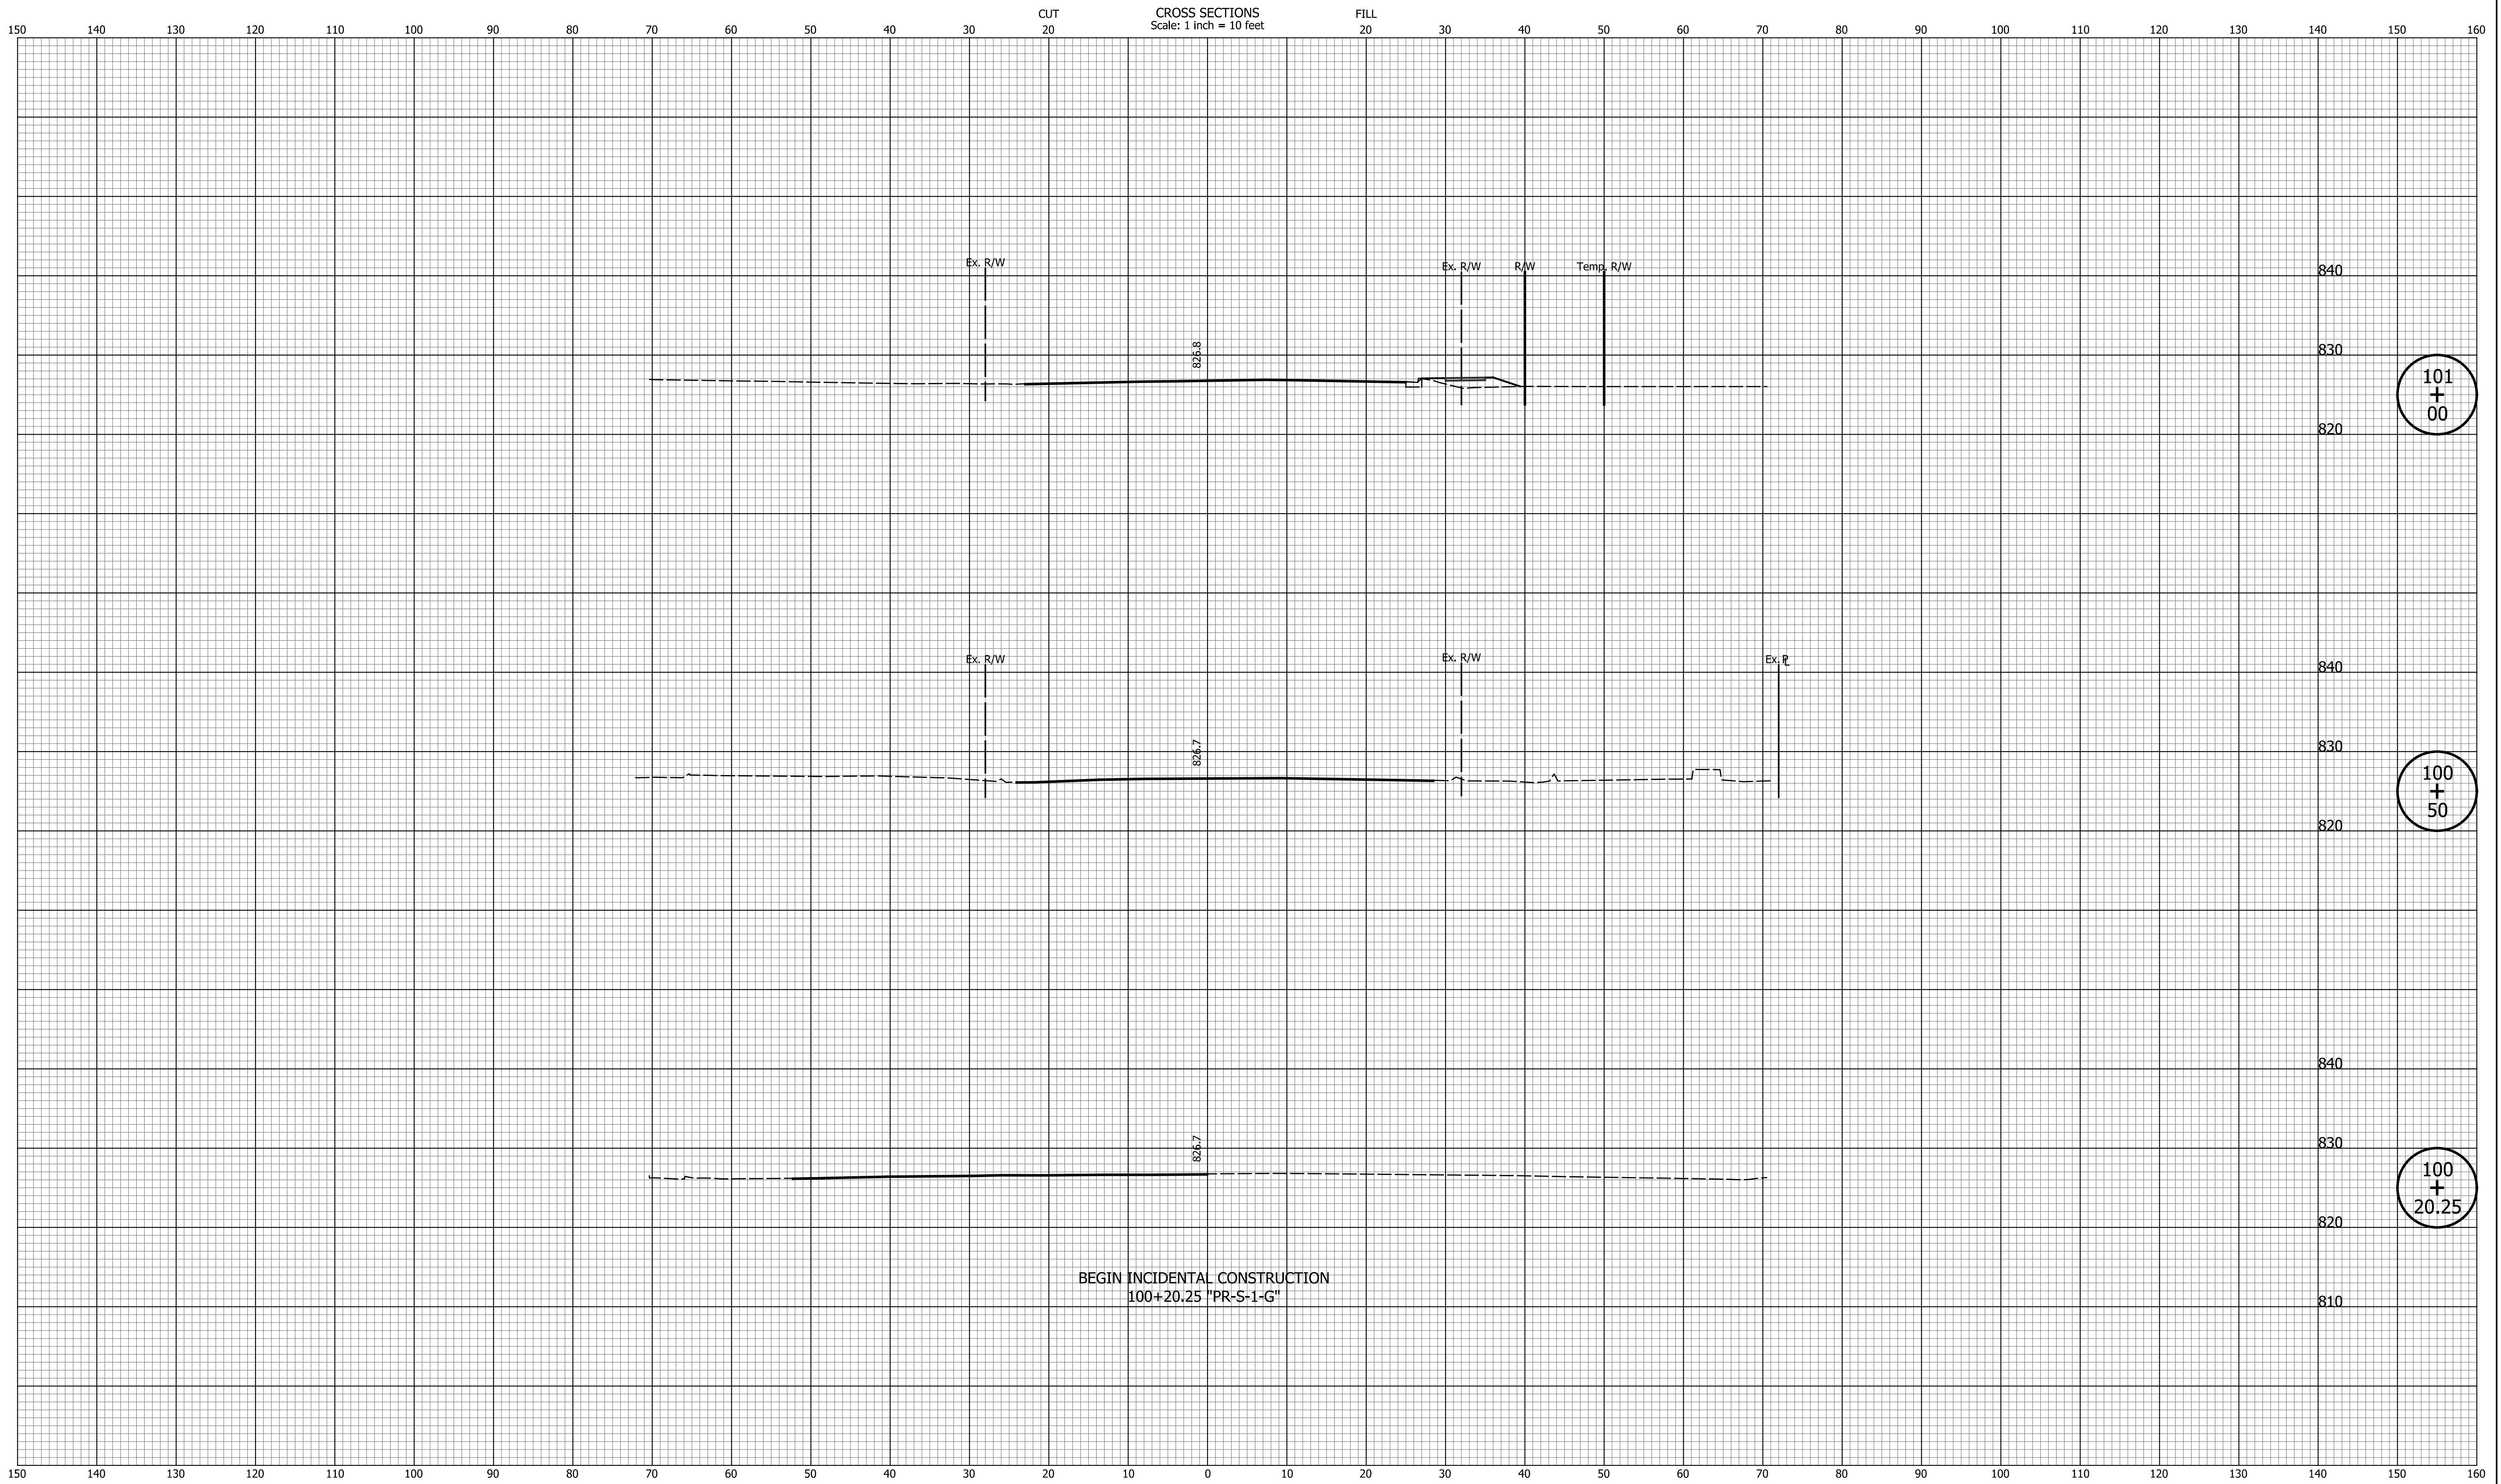 CUT CROSS SECTIONS FILL
Scale: 1 inch = 10 feet
150 140 130 120 110 100 90 80 70 60 50 40 30 20 20 30 40 50 60 70 80 90 100 110 120 130 140 150 160
Ex. R/W Ex. R/W R/W Temp. R/W 840
826.8 830
101
+
00
820
Ex. R/W Ex. R/W Ex. PL 840
826.7 830
100
+
50
820
840
826.7 830
100
+
20.25
820
BEGIN INCIDENTAL CONSTRUCTION
100+20.25 "PR-S-1-G" 810
150 140 130 120 110 100 90 80 70 60 50 40 30 20 10 0 10 20 30 40 50 60 70 80 90 100 110 120 130 140 150 160